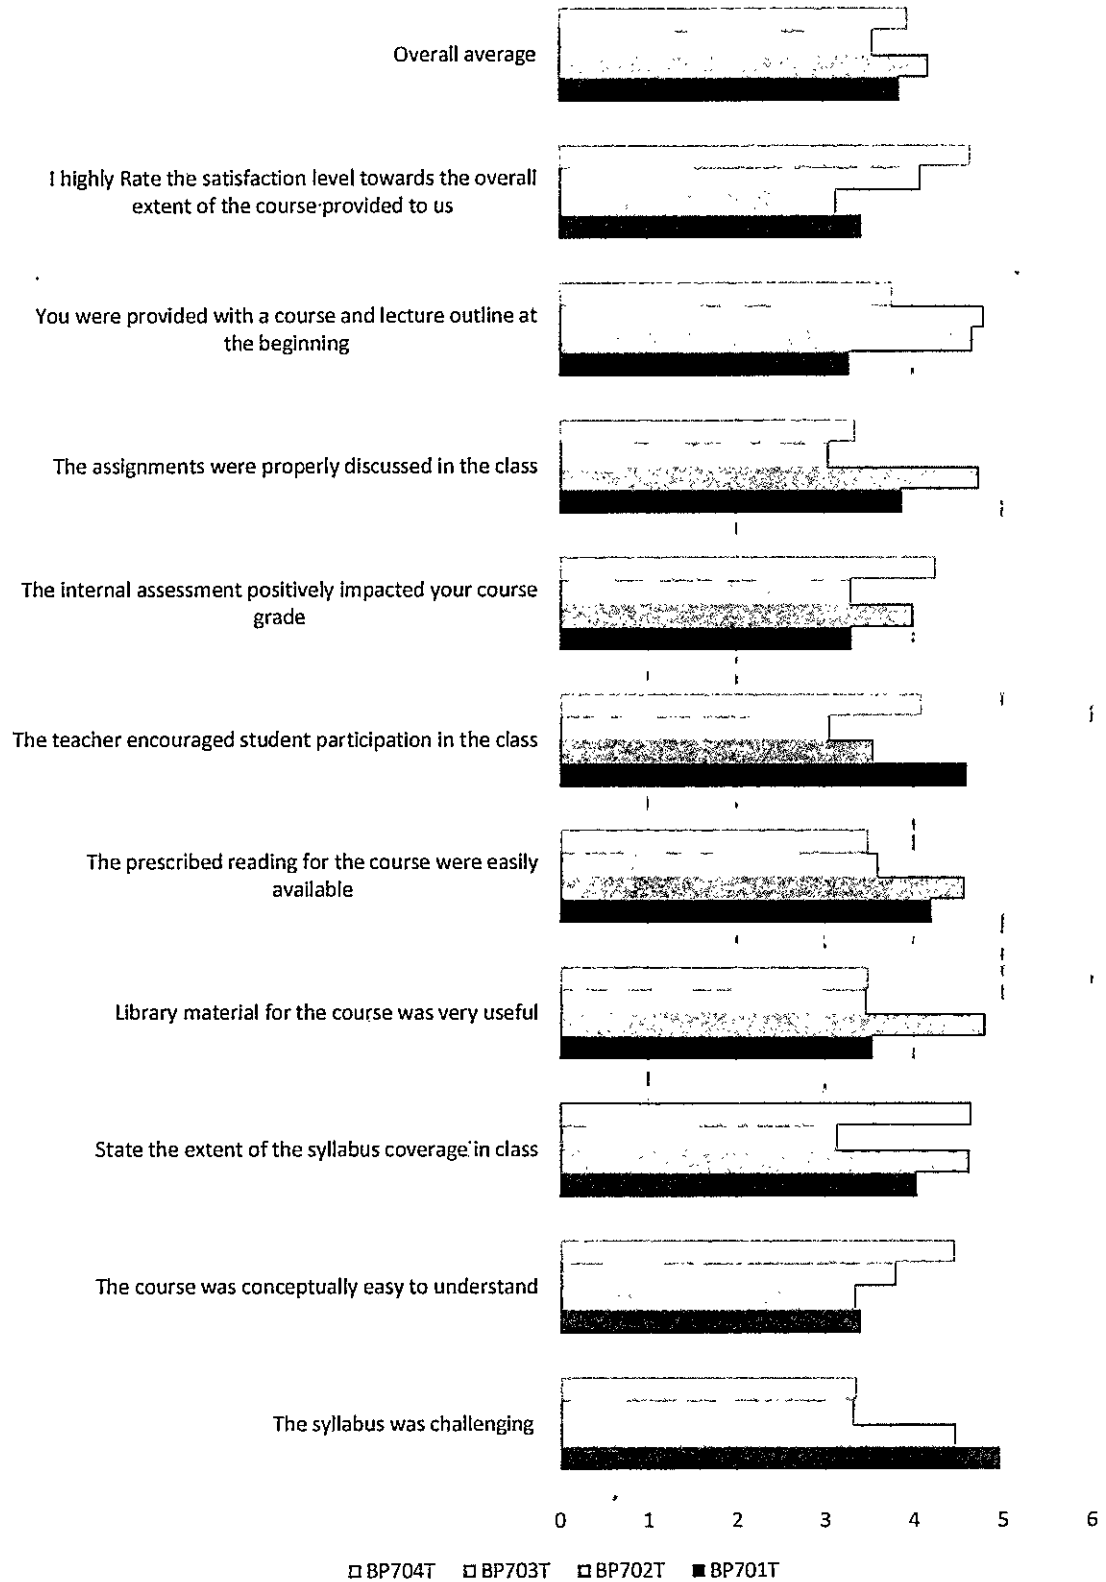 Overall average
I highly Rate the satisfaction level towards the overall
extent of the course provided to us
You were provided with a course and lecture outline at
the beginning
The assignments were properly discussed in the class
The internal assessment positively impacted your course
grade
The teacher encouraged student participation in the class
The prescribed reading for the course were easily
available
Library material for the course was very useful
State the extent of the syllabus coverage in class
The course was conceptually easy to understand
The syllabus was challenging
0 1 2 3 4 5 6
BP704T BP703T BP702T BP701T